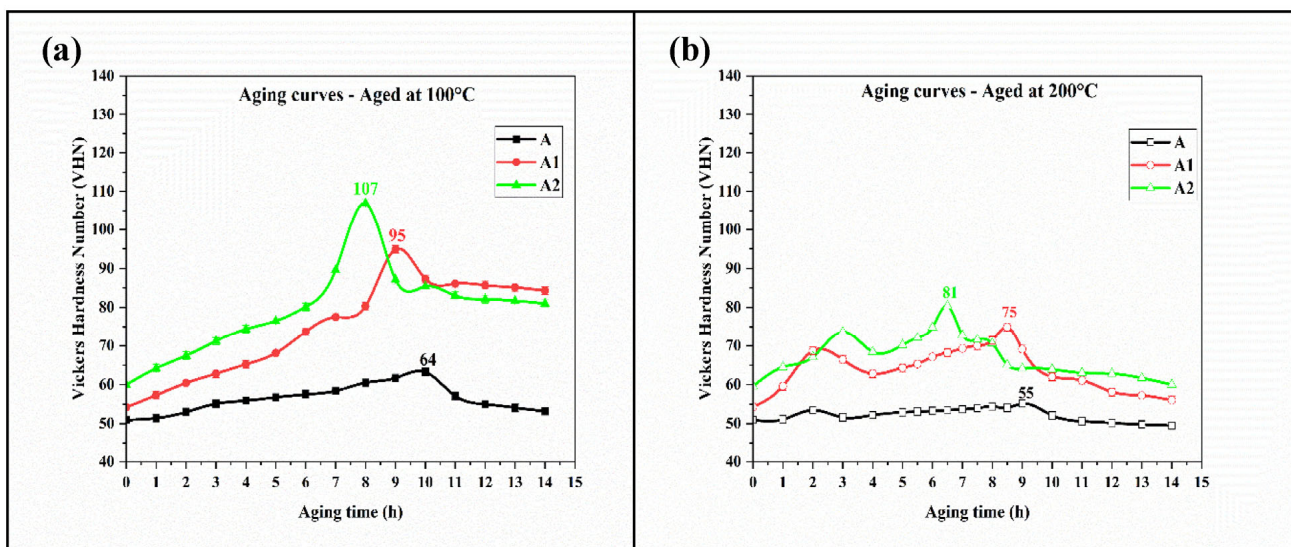 (a)
Aging curves - Aged at 100°C
Vickers Hardness Number (VHN)
140
130
120
110
100
90
80
70
60
50
40
A
A1
A2
107
95
64
0 1 2 3 4 5 6 7 8 9 10 11 12 13 14 15
Aging time (h)
(b)
Aging curves - Aged at 200°C
Vickers Hardness Number (VHN)
140
130
120
110
100
90
80
70
60
50
40
A
A1
A2
81
75
55
0 1 2 3 4 5 6 7 8 9 10 11 12 13 14 15
Aging time (h)